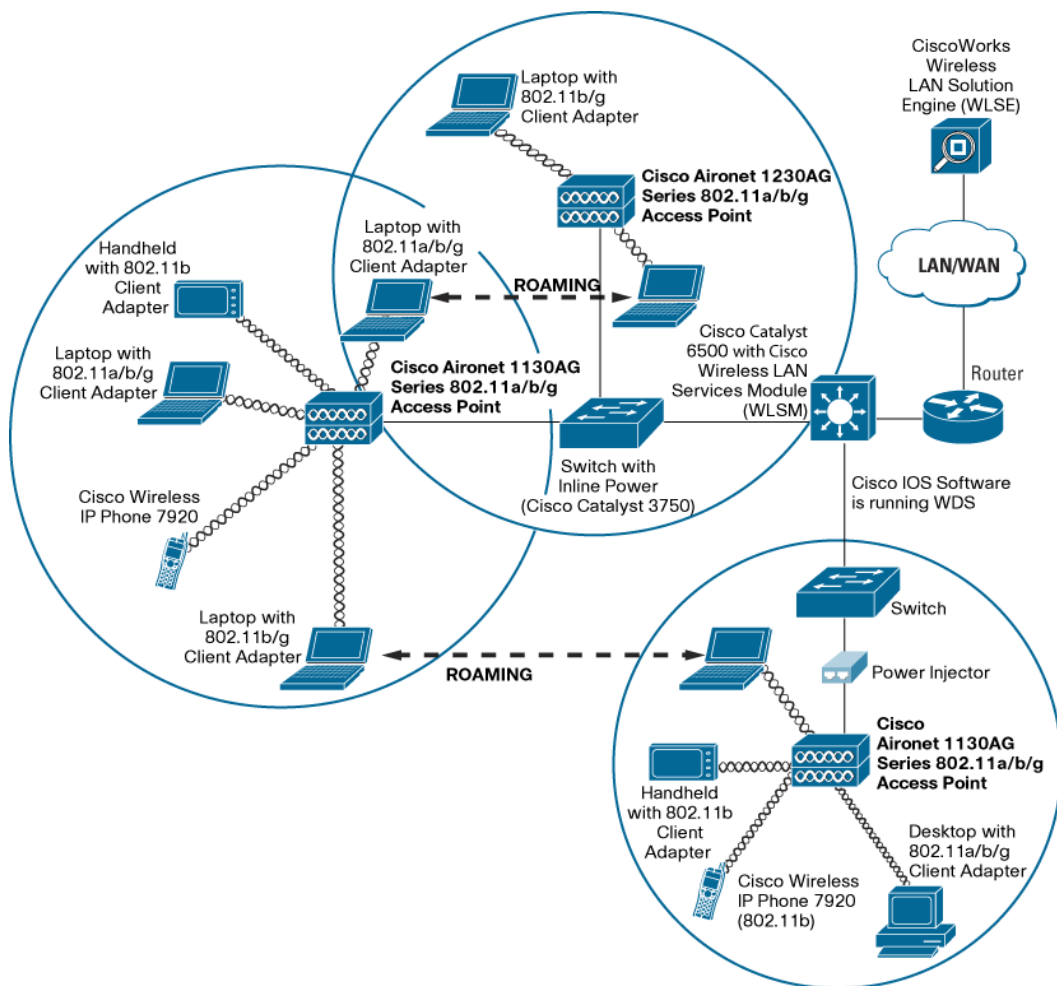 CiscoWorks
Wireless
LAN Solution
Engine (WLSE)
Laptop with
802.11b/g
Client Adapter
Cisco Aironet 1230AG
Series 802.11a/b/g
Access Point
Laptop with
802.11a/b/g
Client Adapter
Handheld
with 802.11b
Client
Adapter
LAN/WAN
ROAMING
Cisco Catalyst
6500 with Cisco
Wireless LAN
Services Module
(WLSM)
Laptop with
802.11a/b/g
Client Adapter
Cisco Aironet 1130AG
Series 802.11a/b/g
Access Point
Router
Switch with
Inline Power
(Cisco Catalyst 3750)
Cisco IOS Software
is running WDS
Cisco Wireless
IP Phone 7920
Switch
Laptop with
802.11b/g
Client Adapter
ROAMING
Power Injector
Cisco
Aironet 1130AG
Series 802.11a/b/g
Access Point
Handheld
with 802.11b
Client
Adapter
Desktop with
802.11a/b/g
Client Adapter
Cisco Wireless
IP Phone 7920
(802.11b)